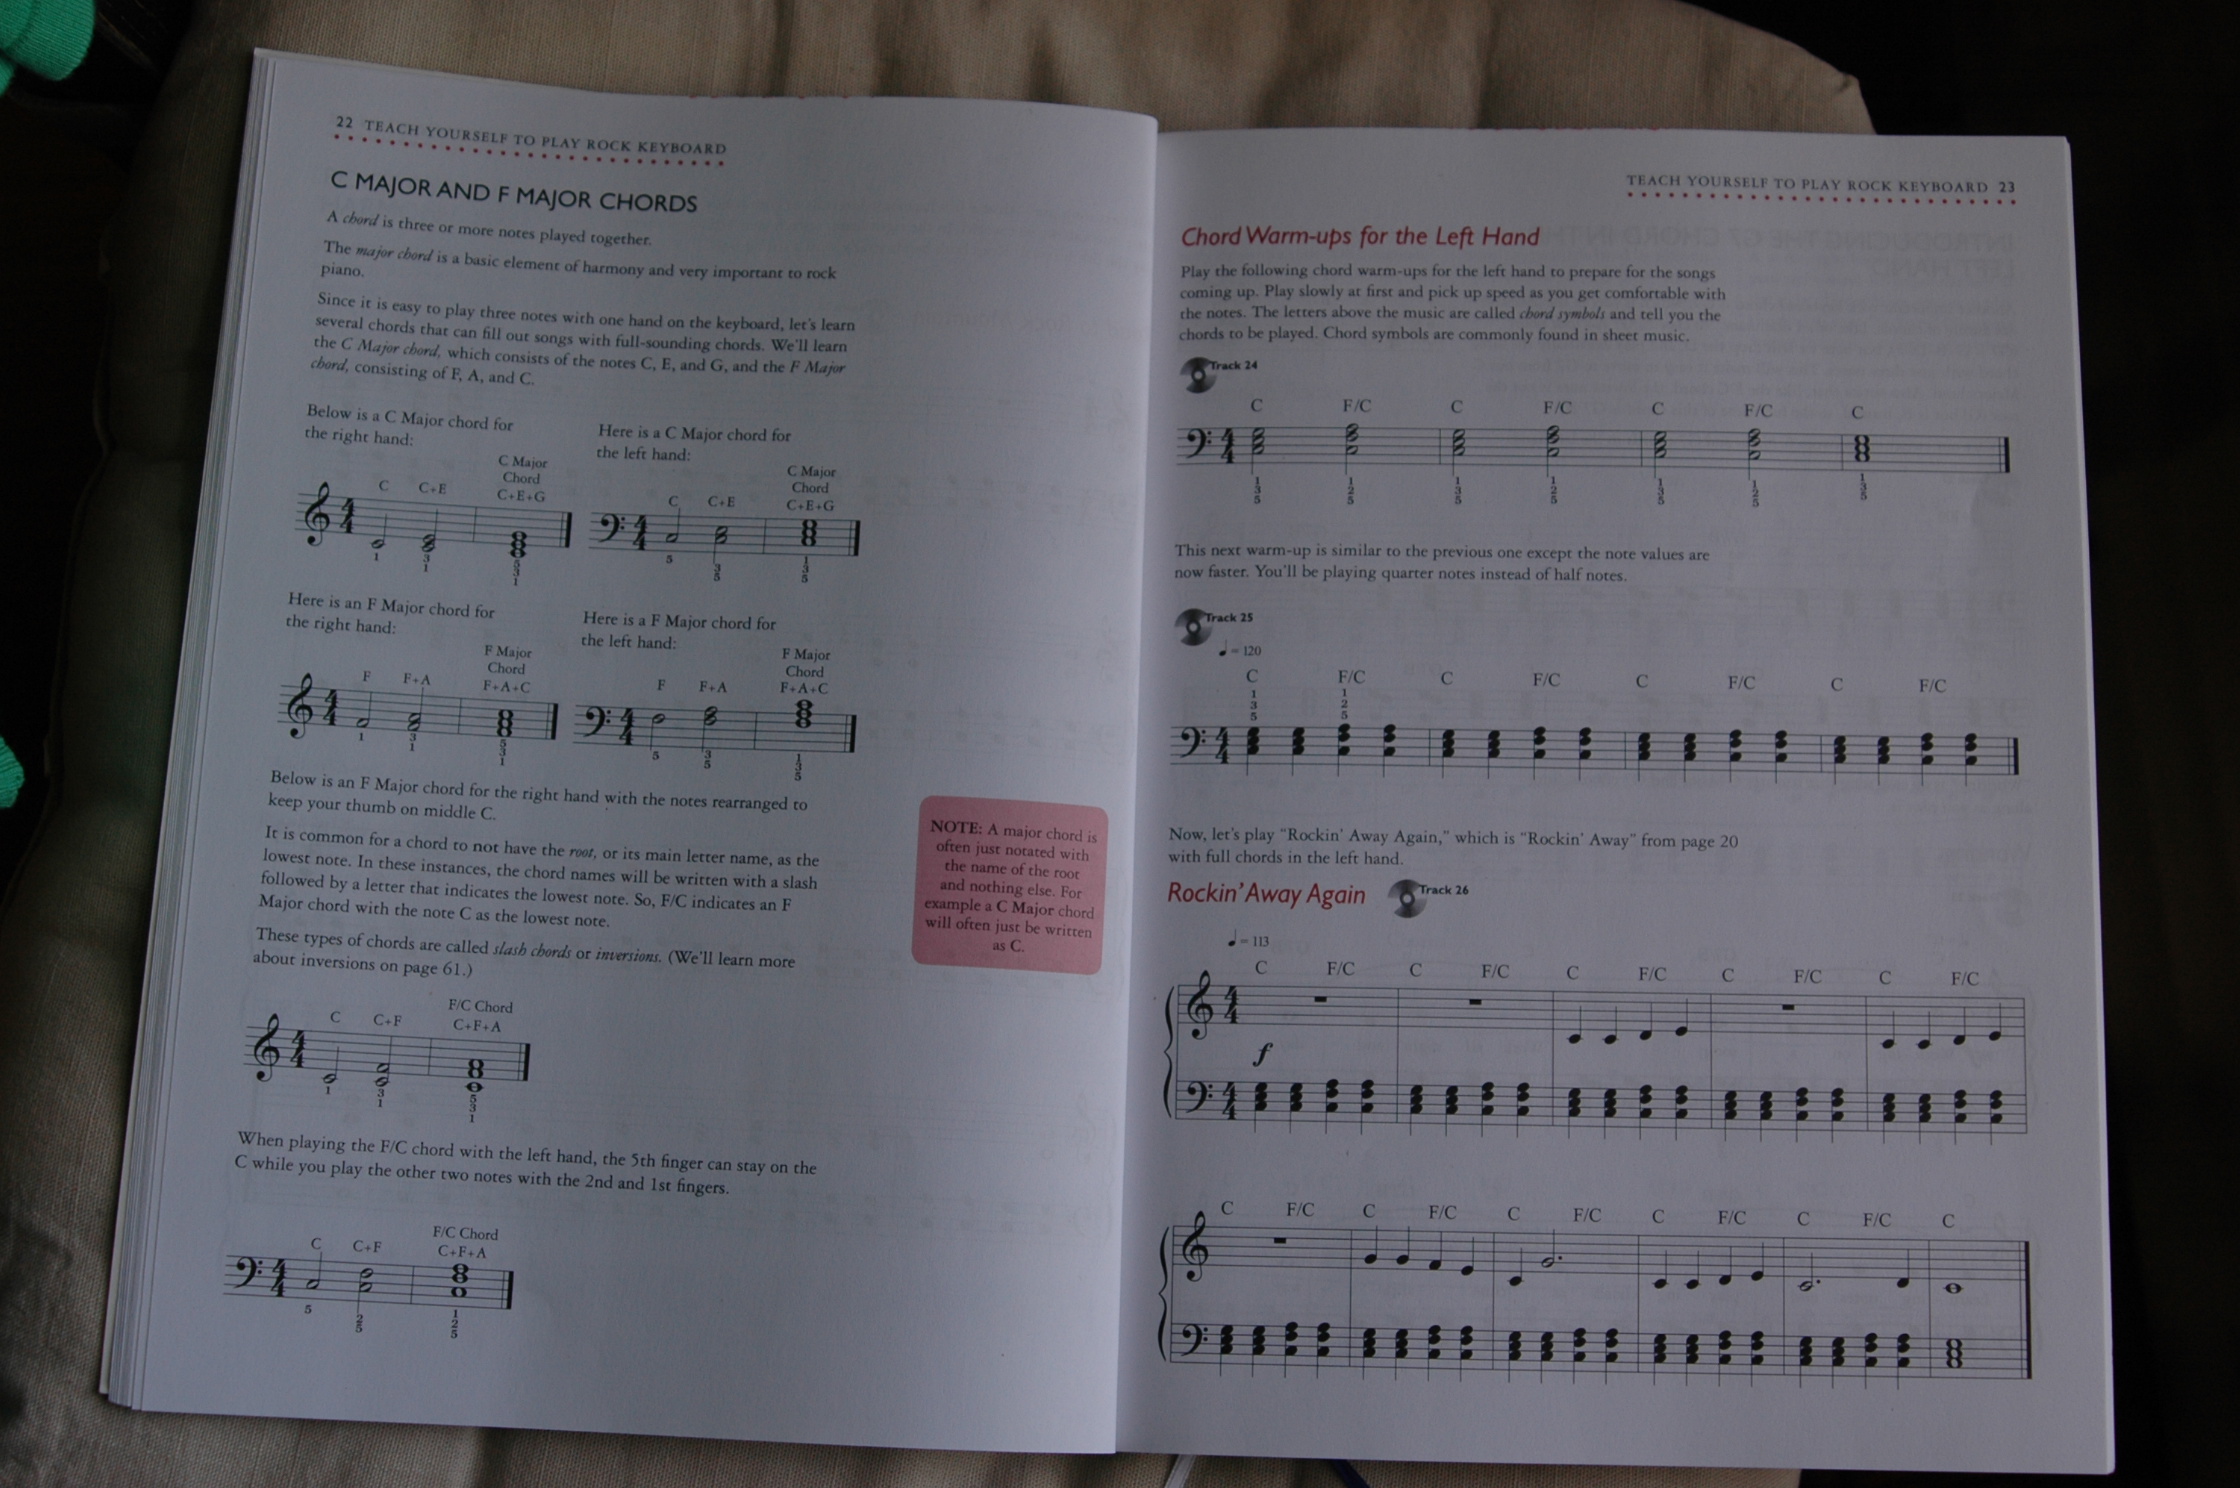 22 TEACH YOURSELF TO PLAY ROCK KEYBOARD
C MAJOR AND F MAJOR CHORDS
A chord is three or more notes played together.
The major chord is a basic element of harmony and very important to rock
piano.
Since it is easy to play three notes with one hand on the keyboard, let's learn
several chords that can fill out songs with full-sounding chords. We'll learn
the C Major chord, which consists of the notes C, E, and G, and the F Major
chord, consisting of F, A, and C.
Below is a C Major chord for
the right hand:
C Major
Chord
C C+E C+E+G
4
4
1
3
1
5
3
1
Here is a C Major chord for
the left hand:
C Major
Chord
C C+E C+E+G
4
4
5
3
5
1
3
5
Here is an F Major chord for
the right hand:
F Major
Chord
F F+A F+A+C
4
4
1
3
1
5
3
1
Here is a F Major chord for
the left hand:
F Major
Chord
F F+A F+A+C
4
4
5
3
5
1
3
5
Below is an F Major chord for the right hand with the notes rearranged to
keep your thumb on middle C.
It is common for a chord to not have the root, or its main letter name, as the
lowest note. In these instances, the chord names will be written with a slash
followed by a letter that indicates the lowest note. So, F/C indicates an F
Major chord with the note C as the lowest note.
These types of chords are called slash chords or inversions. (We'll learn more
about inversions on page 61.)
NOTE: A major chord is
often just notated with
the name of the root
and nothing else. For
example a C Major chord
will often just be written
as C.
F/C Chord
C C+F C+F+A
4
4
1
3
1
5
3
1
When playing the F/C chord with the left hand, the 5th finger can stay on the
C while you play the other two notes with the 2nd and 1st fingers.
F/C Chord
C C+F C+F+A
4
4
5
2
5
1
2
5
TEACH YOURSELF TO PLAY ROCK KEYBOARD 23
Chord Warm-ups for the Left Hand
Play the following chord warm-ups for the left hand to prepare for the songs
coming up. Play slowly at first and pick up speed as you get comfortable with
the notes. The letters above the music are called chord symbols and tell you the
chords to be played. Chord symbols are commonly found in sheet music.
Track 24
C F/C C F/C C F/C C
4
4
1 1 1 1 1 1 1
3 2 3 2 3 2 3
5 5 5 5 5 5 5
This next warm-up is similar to the previous one except the note values are
now faster. You'll be playing quarter notes instead of half notes.
Track 25
♩ = 120
C F/C C F/C C F/C C F/C
1 1
3 2
5 5
4
4
Now, let's play "Rockin' Away Again," which is "Rockin' Away" from page 20
with full chords in the left hand.
Rockin' Away Again Track 26
♩ = 113
C F/C C F/C C F/C C F/C C F/C
4
4
f
4
4
C F/C C F/C C F/C C F/C C F/C C